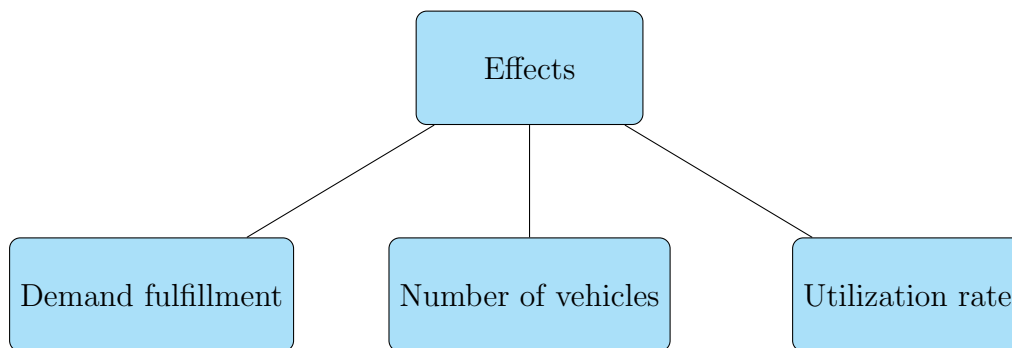 Effects
Demand fulfillment
Number of vehicles
Utilization rate